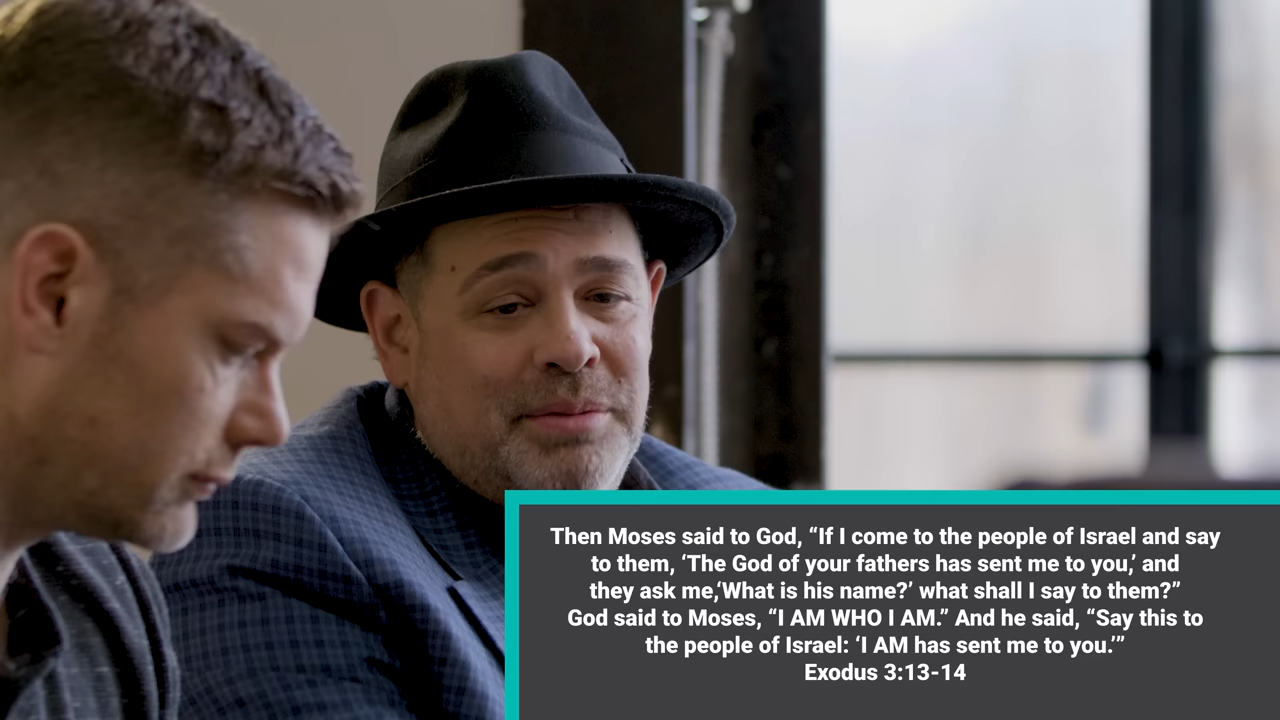 Then Moses said to God, “If I come to the people of Israel and say
to them, ‘The God of your fathers has sent me to you,’ and
they ask me,‘What is his name?’ what shall I say to them?”
God said to Moses, “I AM WHO I AM.” And he said, “Say this to
the people of Israel: ‘I AM has sent me to you.’”
Exodus 3:13-14